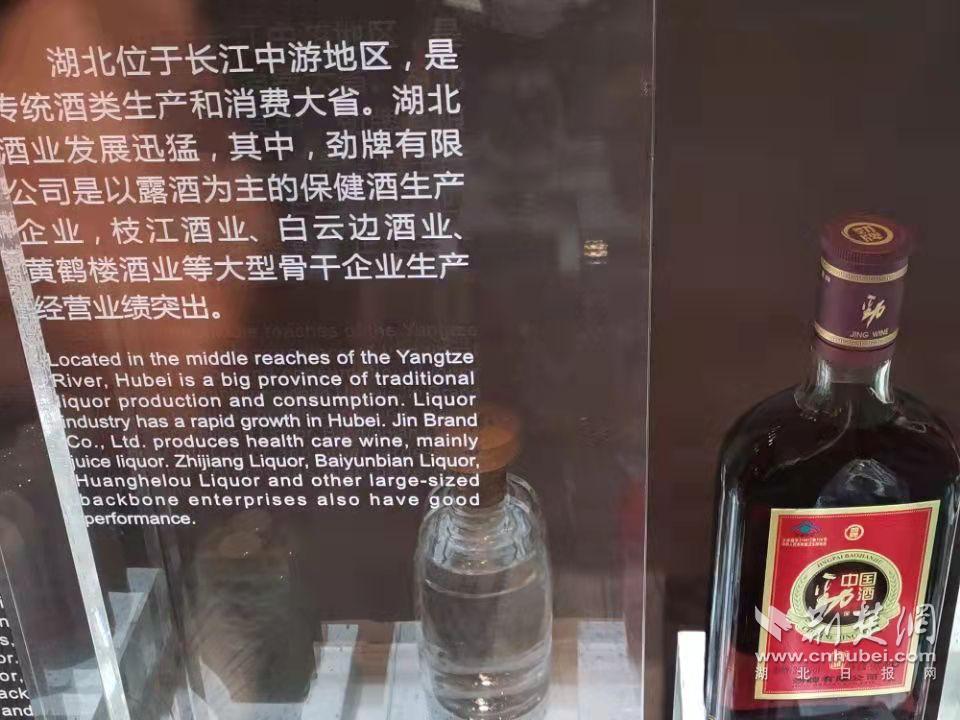 湖北位于长江中游地区，是
传统酒类生产和消费大省。湖北
酒业发展迅猛，其中，劲牌有限
公司是以露酒为主的保健酒生产
企业，枝江酒业、白云边酒业、
黄鹤楼酒业等大型骨干企业生产
经营业绩突出。
Located in the middle reaches of the Yangtze
River, Hubei is a big province of traditional
liquor production and consumption. Liquor
industry has a rapid growth in Hubei. Jin Brand
Co., Ltd. produces health care wine, mainly
juice liquor. Zhijiang Liquor, Baiyunbian Liquor,
Huanghelou Liquor and other large-sized
backbone enterprises also have good
performance.
劲
JING WINE
中国
劲酒
劲牌有限公司
荆楚网
www.cnhubei.com
湖北日报网